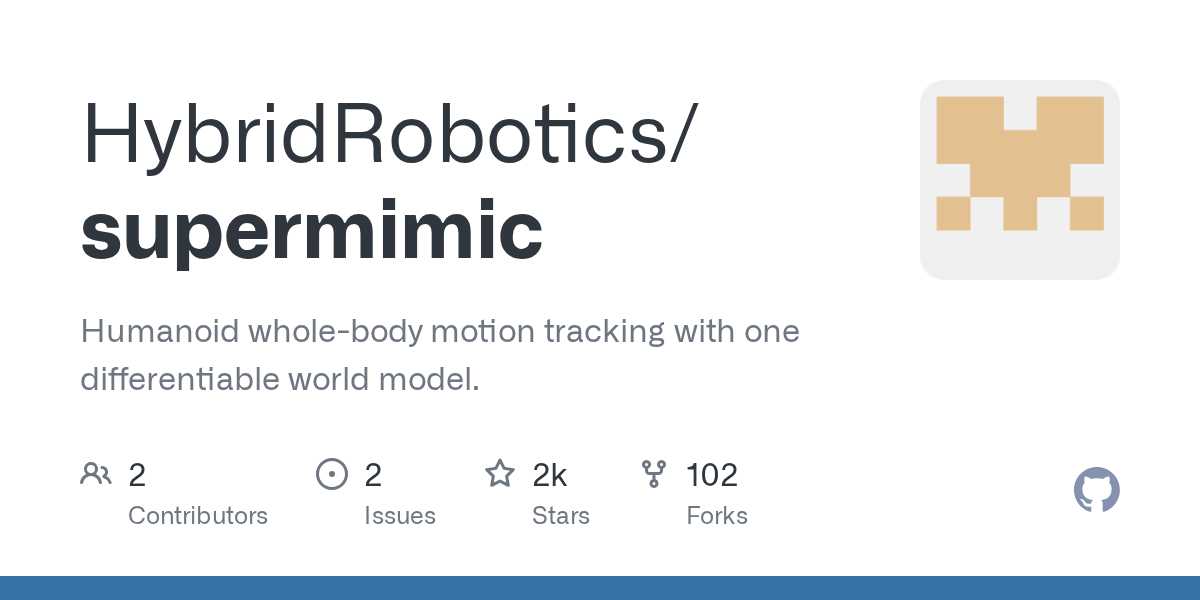 HybridRobotics/
supermimic
Humanoid whole-body motion tracking with one
differentiable world model.
2 2 2k 102
Contributors Issues Stars Forks